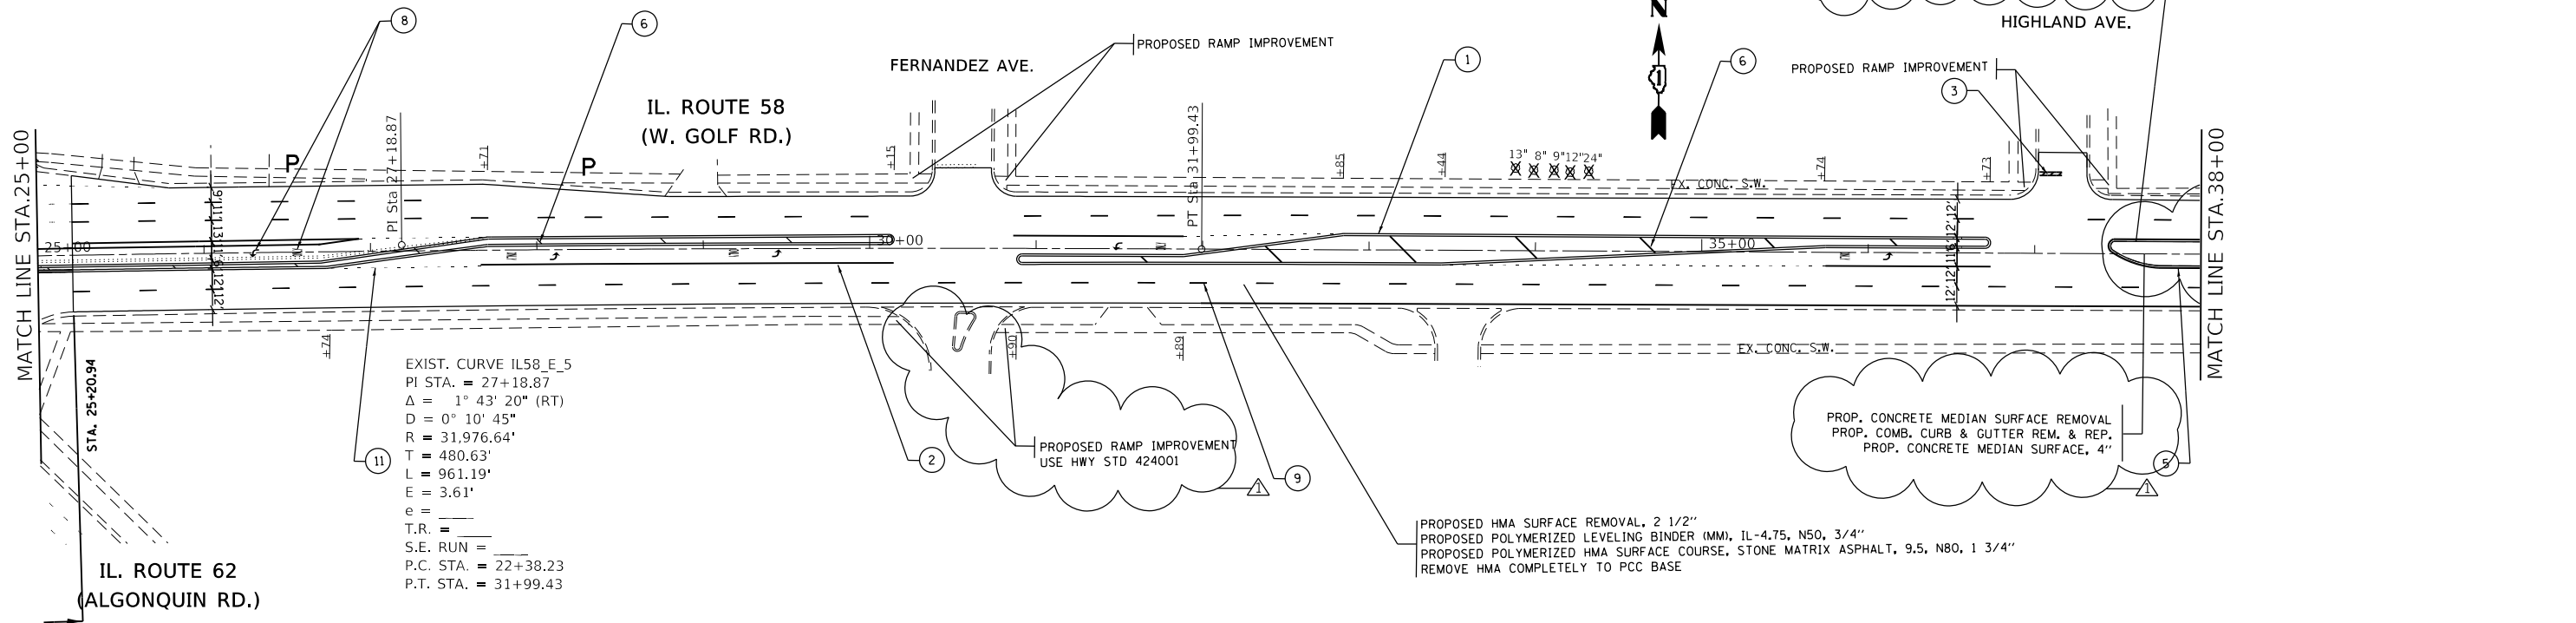 8
6
FERNANDEZ AVE.
PROPOSED RAMP IMPROVEMENT
1
N
6
HIGHLAND AVE.
PROPOSED RAMP IMPROVEMENT
3
IL. ROUTE 58
(W. GOLF RD.)
MATCH LINE STA.25+00
P
PI Sta 27+18.87
+71
P
+15
PT Sta 31+99.43
+85
+44
13" 8" 9"12"24"
EX. CONC. S.W.
+74
+73
MATCH LINE STA.38+00
25+00
30+00
35+00
+74
+90
+89
EX. CONC. S.W.
STA. 25+20.94
EXIST. CURVE IL58_E_5
PI STA. = 27+18.87
Δ = 1° 43' 20" (RT)
D = 0° 10' 45"
R = 31,976.64'
T = 480.63'
L = 961.19'
E = 3.61'
e = ____
T.R. = ____
S.E. RUN = ____
P.C. STA. = 22+38.23
P.T. STA. = 31+99.43
11
2
PROPOSED RAMP IMPROVEMENT
USE HWY STD 424001
1
9
PROP. CONCRETE MEDIAN SURFACE REMOVAL
PROP. COMB. CURB & GUTTER REM. & REP.
PROP. CONCRETE MEDIAN SURFACE, 4"
5
1
PROPOSED HMA SURFACE REMOVAL, 2 1/2"
PROPOSED POLYMERIZED LEVELING BINDER (MM), IL-4.75, N50, 3/4"
PROPOSED POLYMERIZED HMA SURFACE COURSE, STONE MATRIX ASPHALT, 9.5, N80, 1 3/4"
REMOVE HMA COMPLETELY TO PCC BASE
IL. ROUTE 62
(ALGONQUIN RD.)